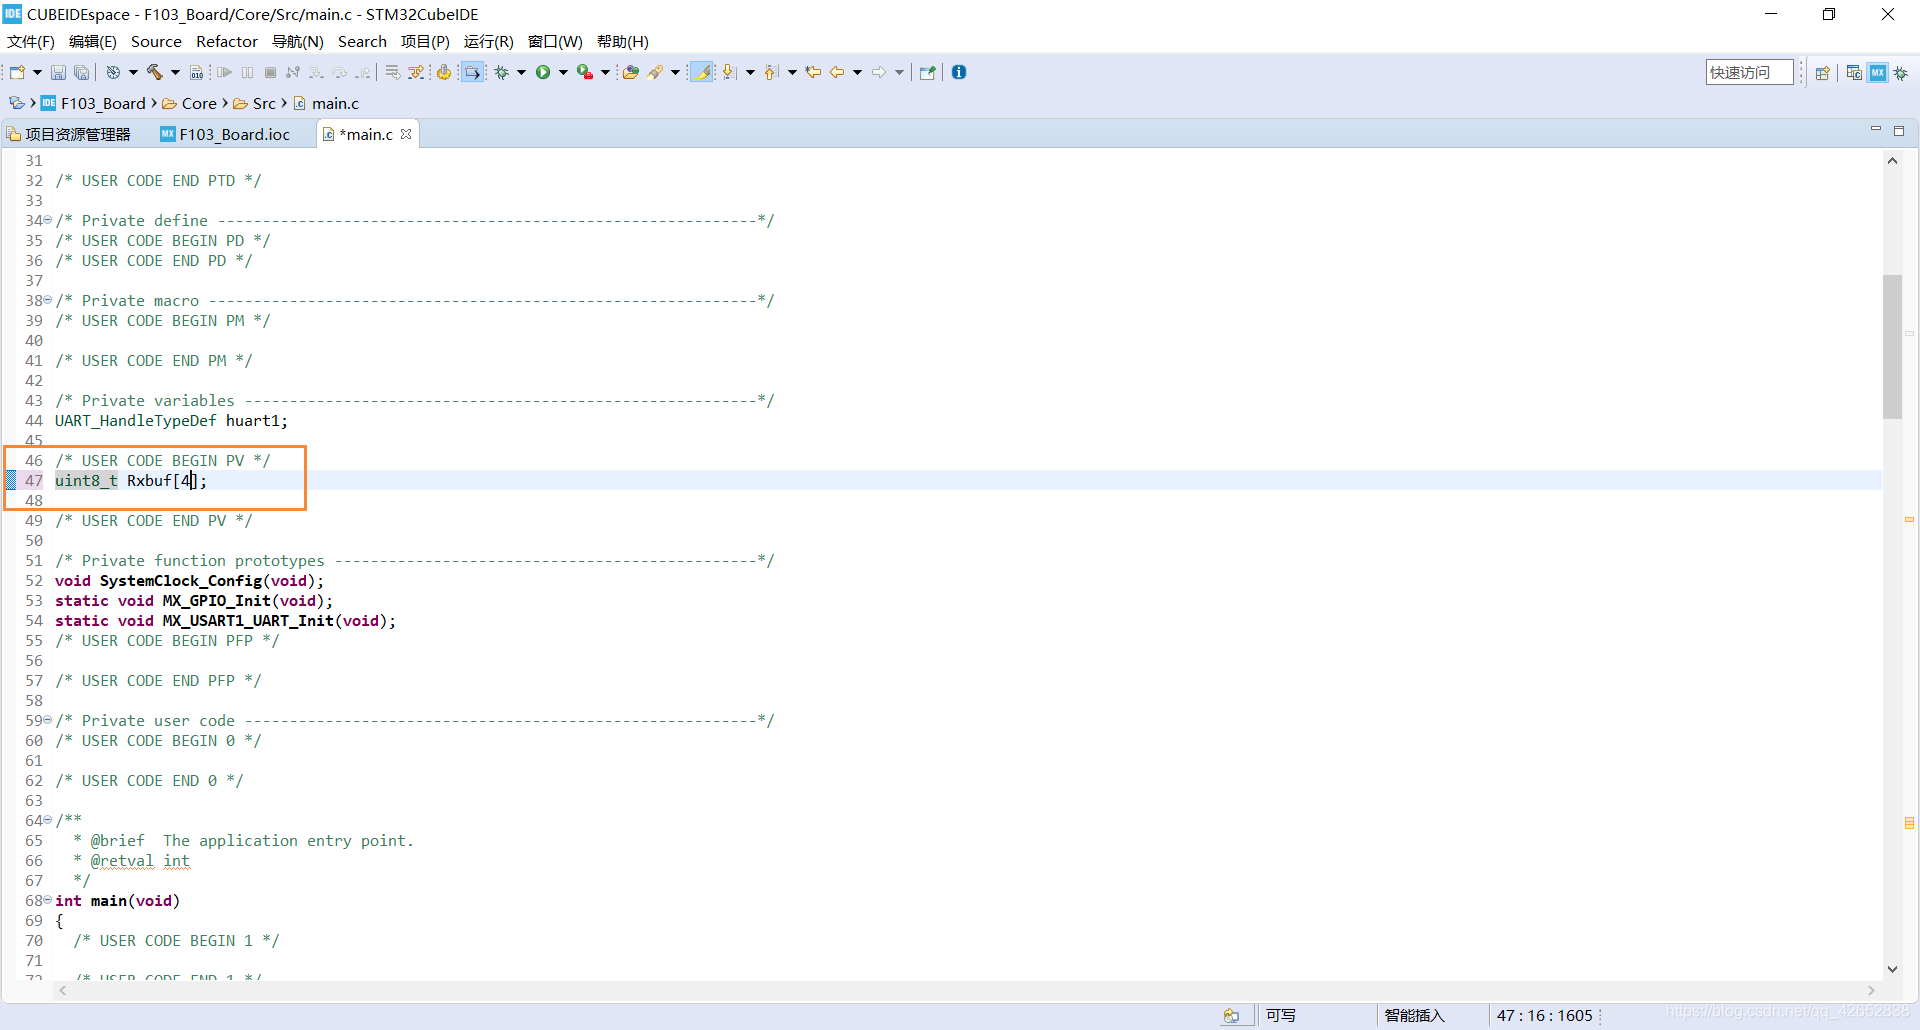 IDE CUBEIDEspace - F103_Board/Core/Src/main.c - STM32CubeIDE
文件(F) 编辑(E) Source Refactor 导航(N) Search 项目(P) 运行(R) 窗口(W) 帮助(H)
快速访问
IDE F103_Board Core Src main.c
项目资源管理器 MX F103_Board.ioc *main.c
31
32 /* USER CODE END PTD */
33
34 /* Private define ------------------------------------------------------------*/
35 /* USER CODE BEGIN PD */
36 /* USER CODE END PD */
37
38 /* Private macro -------------------------------------------------------------*/
39 /* USER CODE BEGIN PM */
40
41 /* USER CODE END PM */
42
43 /* Private variables ---------------------------------------------------------*/
44 UART_HandleTypeDef huart1;
45
46 /* USER CODE BEGIN PV */
47 uint8_t Rxbuf[4];
48
49 /* USER CODE END PV */
50
51 /* Private function prototypes -----------------------------------------------*/
52 void SystemClock_Config(void);
53 static void MX_GPIO_Init(void);
54 static void MX_USART1_UART_Init(void);
55 /* USER CODE BEGIN PFP */
56
57 /* USER CODE END PFP */
58
59 /* Private user code ---------------------------------------------------------*/
60 /* USER CODE BEGIN 0 */
61
62 /* USER CODE END 0 */
63
64 /**
65 * @brief The application entry point.
66 * @retval int
67 */
68 int main(void)
69 {
70 /* USER CODE BEGIN 1 */
71
72 /* USER CODE END 1 */
可写 智能插入 47 : 16 : 1605
https://blog.csdn.net/qq_42652838